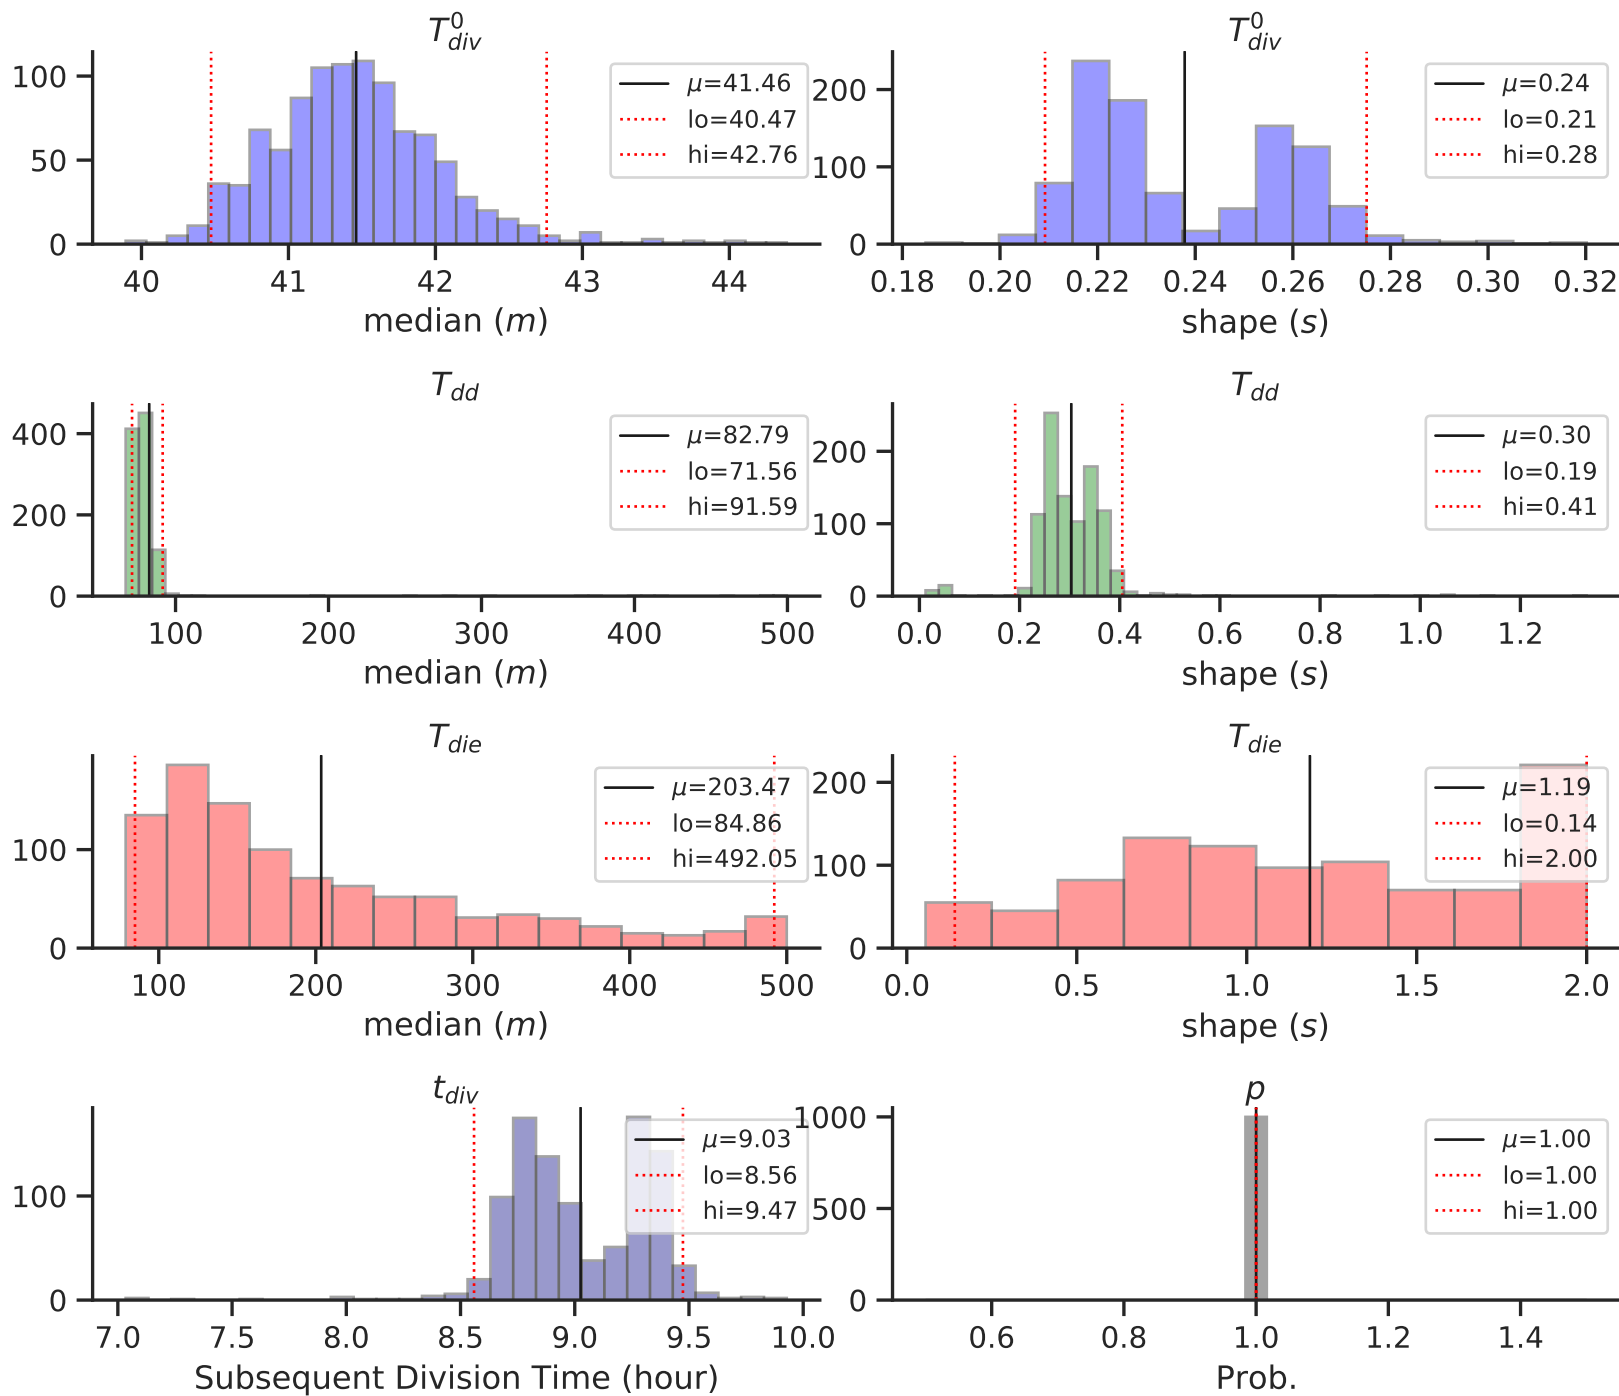 T⁰div
100
50
0
40 41 42 43 44
median (m)
μ=41.46
lo=40.47
hi=42.76
T⁰div
200
100
0
0.18 0.20 0.22 0.24 0.26 0.28 0.30 0.32
shape (s)
μ=0.24
lo=0.21
hi=0.28
Tdd
400
200
0
100 200 300 400 500
median (m)
μ=82.79
lo=71.56
hi=91.59
Tdd
200
100
0
0.0 0.2 0.4 0.6 0.8 1.0 1.2
shape (s)
μ=0.30
lo=0.19
hi=0.41
Tdie
100
0
100 200 300 400 500
median (m)
μ=203.47
lo=84.86
hi=492.05
Tdie
200
100
0
0.0 0.5 1.0 1.5 2.0
shape (s)
μ=1.19
lo=0.14
hi=2.00
tdiv
100
0
7.0 7.5 8.0 8.5 9.0 9.5 10.0
Subsequent Division Time (hour)
μ=9.03
lo=8.56
hi=9.47
p
1000
500
0
0.6 0.8 1.0 1.2 1.4
Prob.
μ=1.00
lo=1.00
hi=1.00